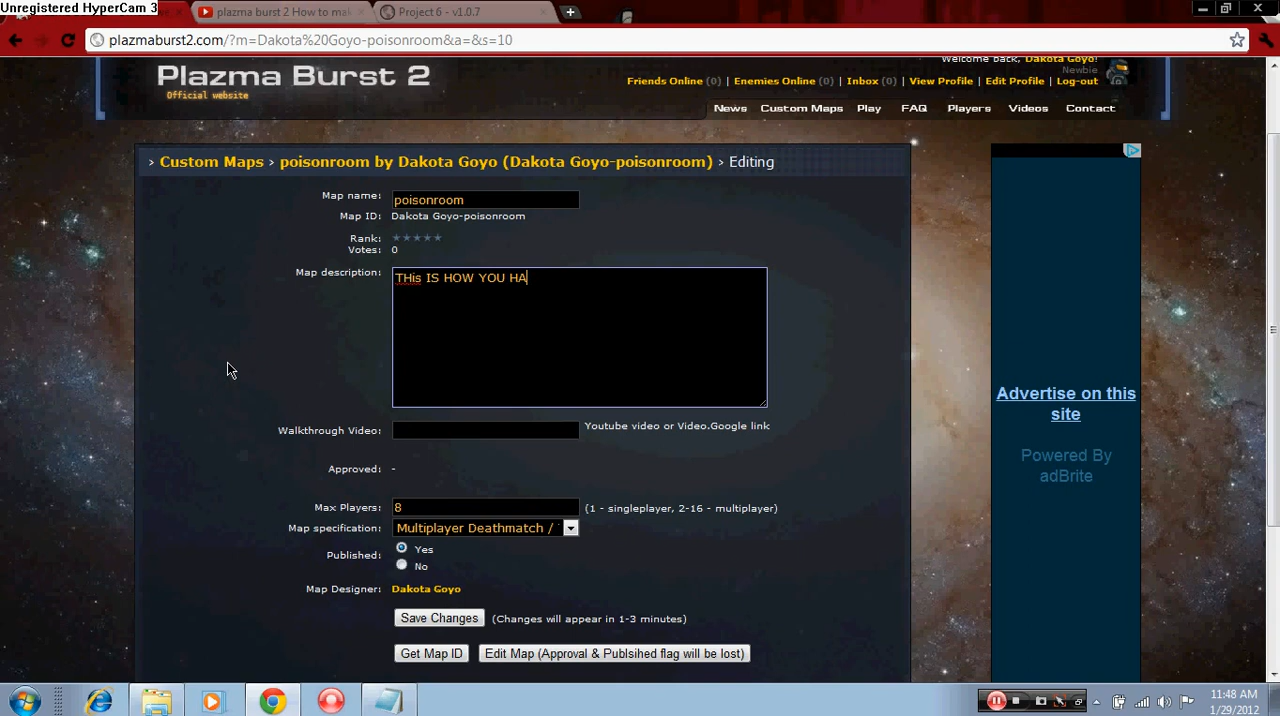 Unregistered HyperCam 3
plazma burst 2 How to mak
Project 6 - v1.0.7
plazmaburst2.com/?m=Dakota%20Goyo-poisonroom&a=&s=10
Plazma Burst 2
Official website
Welcome back, Dakota Goyo!
Newbie
Friends Online (0) | Enemies Online (0) | Inbox (0) | View Profile | Edit Profile | Log-out
News Custom Maps Play FAQ Players Videos Contact
› Custom Maps › poisonroom by Dakota Goyo (Dakota Goyo-poisonroom) › Editing
Map name: poisonroom
Map ID: Dakota Goyo-poisonroom
Rank:
Votes: 0
Map description: THis IS HOW YOU HA
Walkthrough Video: Youtube video or Video.Google link
Approved: -
Max Players: 8 (1 - singleplayer, 2-16 - multiplayer)
Map specification: Multiplayer Deathmatch /
Published: Yes
No
Map Designer: Dakota Goyo
Save Changes (Changes will appear in 1-3 minutes)
Get Map ID Edit Map (Approval & Publsihed flag will be lost)
Advertise on this
site
Powered By
adBrite
11:48 AM
1/29/2012